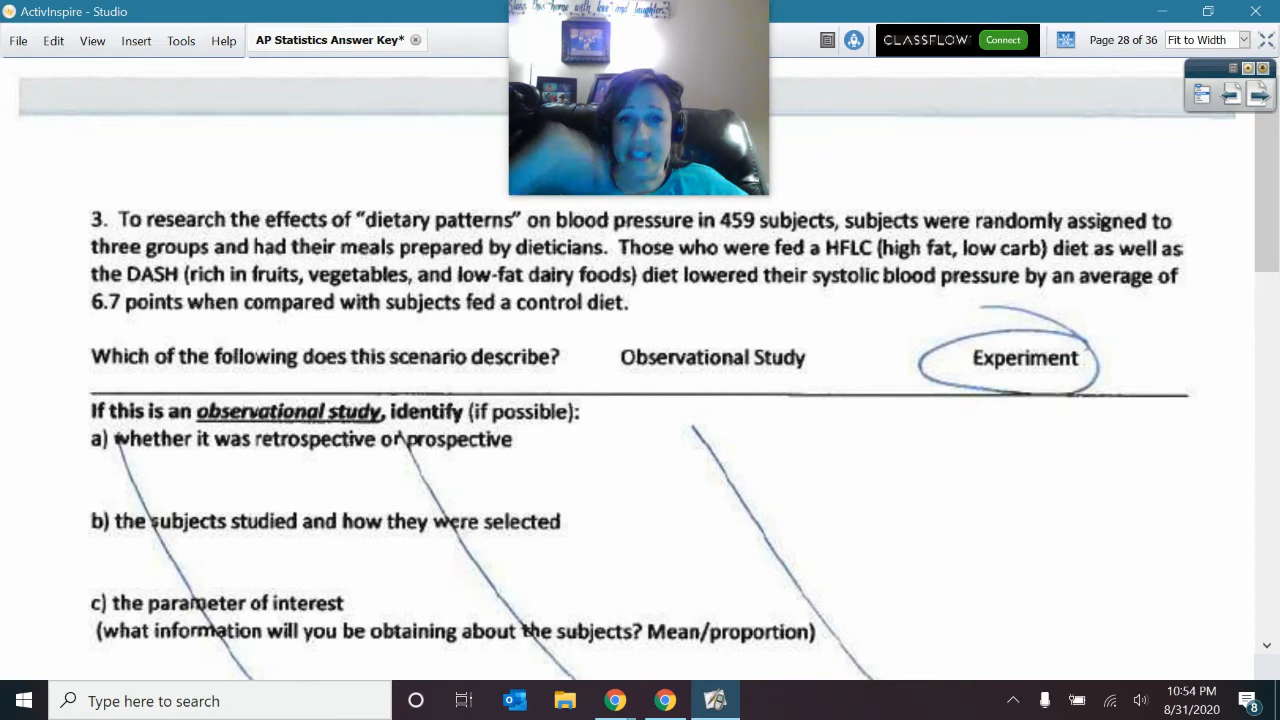 ActivInspire - Studio
File Edit View Insert Tools Help AP Statistics Answer Key*
CLASSFLOW Connect Page 28 of 36 Fit to Width
this home with love and laughter
3. To research the effects of “dietary patterns” on blood pressure in 459 subjects, subjects were randomly assigned to
three groups and had their meals prepared by dieticians. Those who were fed a HFLC (high fat, low carb) diet as well as
the DASH (rich in fruits, vegetables, and low-fat dairy foods) diet lowered their systolic blood pressure by an average of
6.7 points when compared with subjects fed a control diet.
Which of the following does this scenario describe? Observational Study Experiment
If this is an observational study, identify (if possible):
a) whether it was retrospective or prospective
b) the subjects studied and how they were selected
c) the parameter of interest
(what information will you be obtaining about the subjects? Mean/proportion)
Type here to search
10:54 PM
8/31/2020
8